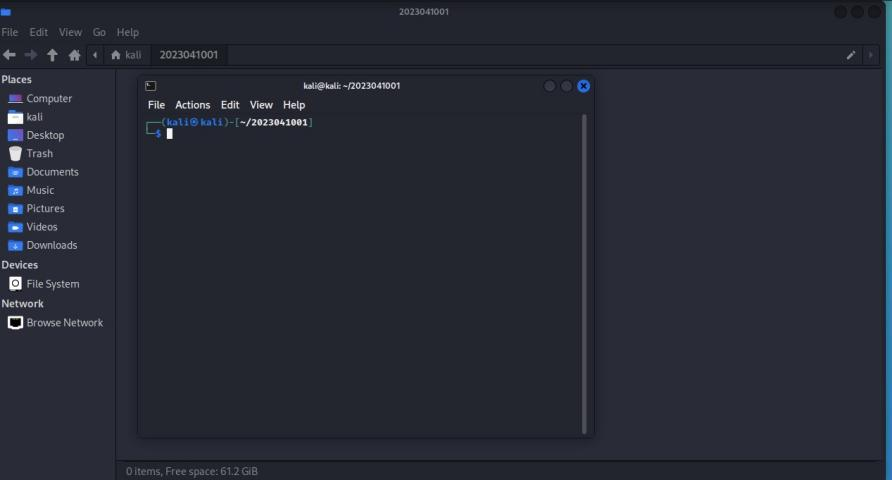 2023041001
File Edit View Go Help
kali 2023041001
Places
Computer
kali
Desktop
Trash
Documents
Music
Pictures
Videos
Downloads
Devices
File System
Network
Browse Network
kali@kali: ~/2023041001
File Actions Edit View Help
┌──(kali㉿kali)-[~/2023041001]
└─$
0 items, Free space: 61.2 GiB